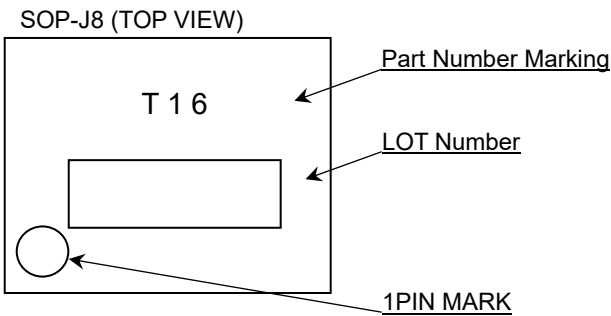 SOP-J8 (TOP VIEW)
Part Number Marking
T 1 6
LOT Number
1PIN MARK